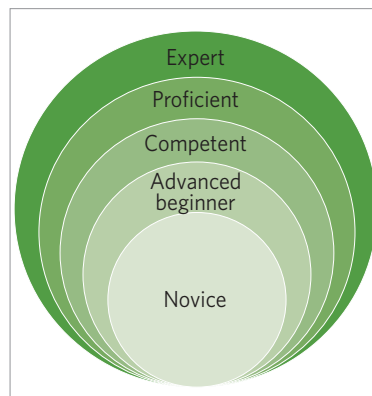 Expert
Proficient
Competent
Advanced
beginner
Novice